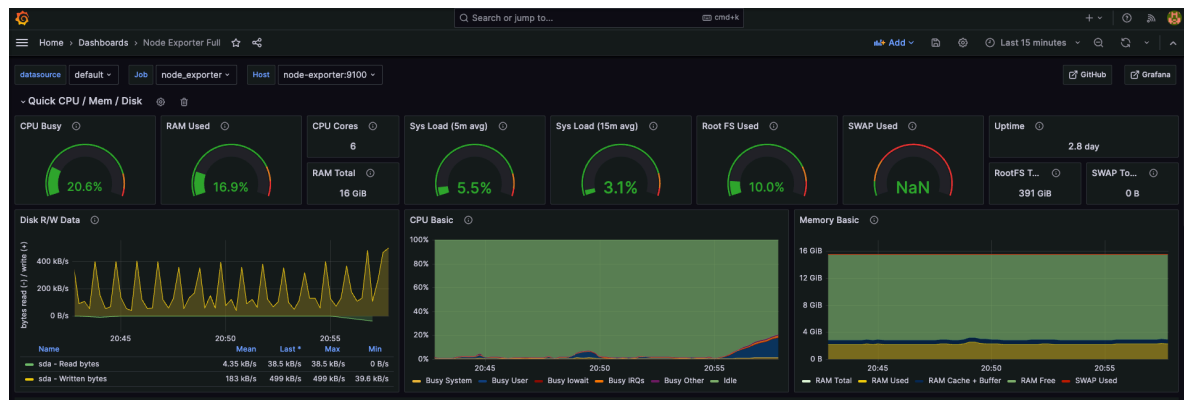 Search or jump to... cmd+k
Home › Dashboards › Node Exporter Full Add Last 15 minutes
datasource default Job node_exporter Host node-exporter:9100 GitHub Grafana
Quick CPU / Mem / Disk
CPU Busy RAM Used CPU Cores Sys Load (5m avg) Sys Load (15m avg) Root FS Used SWAP Used Uptime
6 2.8 day
RAM Total RootFS T... SWAP To...
20.6% 16.9% 16 GiB 5.5% 3.1% 10.0% NaN 391 GiB 0 B
Disk R/W Data
bytes read (-) / write (+)
400 kB/s
200 kB/s
0 B/s
20:45 20:50 20:55
Name Mean Last * Max Min
sda - Read bytes 4.35 kB/s 38.5 kB/s 38.5 kB/s 0 B/s
sda - Written bytes 183 kB/s 499 kB/s 499 kB/s 39.6 kB/s
CPU Basic
100%
80%
60%
40%
20%
0%
20:45 20:50 20:55
Busy System Busy User Busy Iowait Busy IRQs Busy Other Idle
Memory Basic
16 GiB
12 GiB
8 GiB
4 GiB
0 B
20:45 20:50 20:55
RAM Total RAM Used RAM Cache + Buffer RAM Free SWAP Used